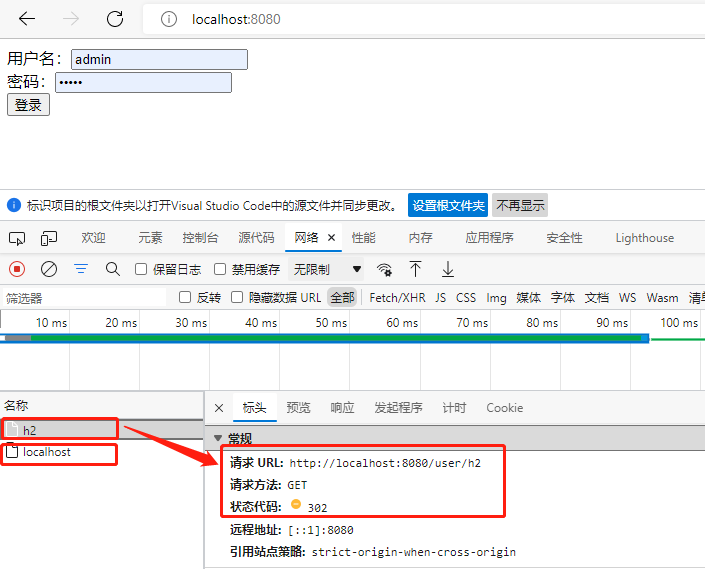 localhost:8080
用户名： admin
密码： •••••
登录
标识项目的根文件夹以打开Visual Studio Code中的源文件并同步更改。 设置根文件夹 不再显示
欢迎 元素 控制台 源代码 网络 性能 内存 应用程序 安全性 Lighthouse
保留日志 禁用缓存 无限制
筛选器 反转 隐藏数据 URL 全部 Fetch/XHR JS CSS Img 媒体 字体 文档 WS Wasm 清单
10 ms 20 ms 30 ms 40 ms 50 ms 60 ms 70 ms 80 ms 90 ms 100 ms
名称 标头 预览 响应 发起程序 计时 Cookie
h2
localhost
常规
请求 URL: http://localhost:8080/user/h2
请求方法: GET
状态代码: 302
远程地址: [::1]:8080
引用站点策略: strict-origin-when-cross-origin